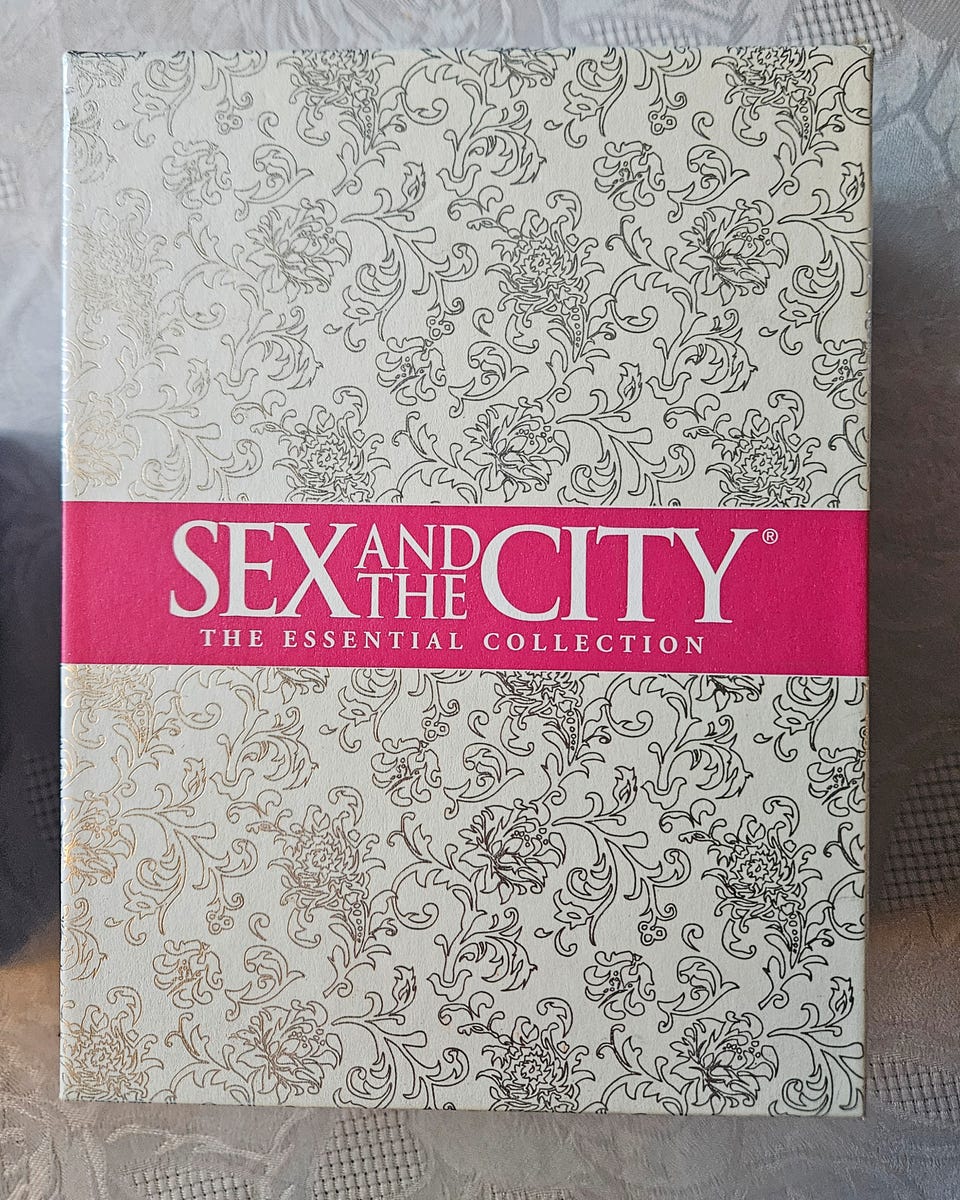 SEX AND THE CITY®
THE ESSENTIAL COLLECTION